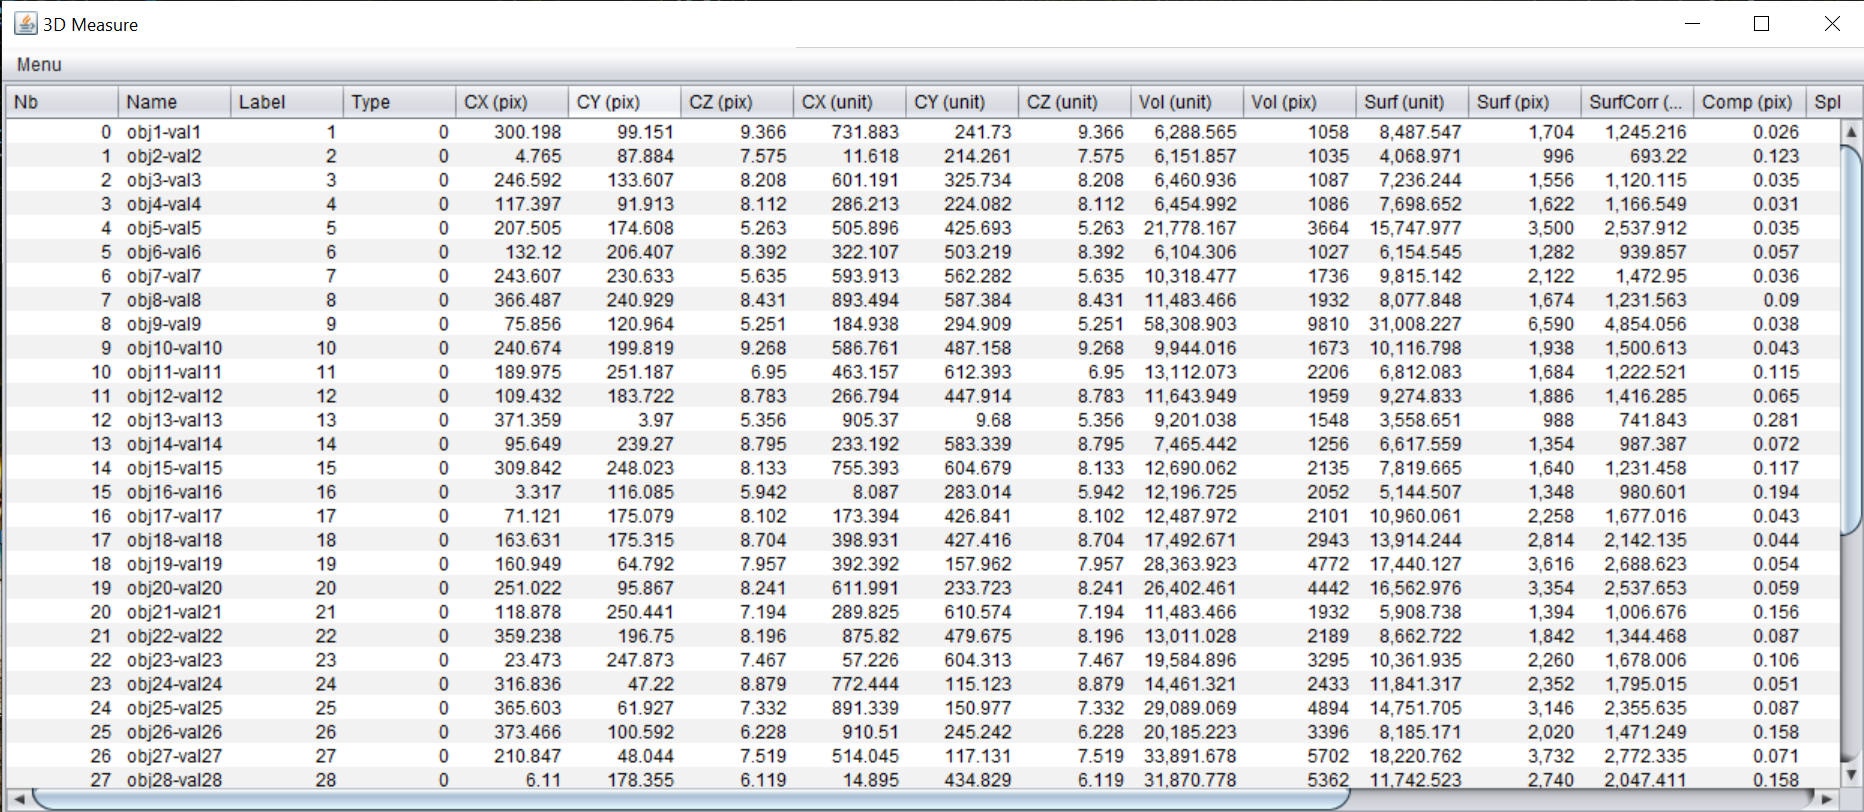 3D Measure
Menu
Nb Name Label Type CX (pix) CY (pix) CZ (pix) CX (unit) CY (unit) CZ (unit) Vol (unit) Vol (pix) Surf (unit) Surf (pix) SurfCorr (... Comp (pix) Spl
0 obj1-val1 1 0 300.198 99.151 9.366 731.883 241.73 9.366 6,288.565 1058 8,487.547 1,704 1,245.216 0.026
1 obj2-val2 2 0 4.765 87.884 7.575 11.618 214.261 7.575 6,151.857 1035 4,068.971 996 693.22 0.123
2 obj3-val3 3 0 246.592 133.607 8.208 601.191 325.734 8.208 6,460.936 1087 7,236.244 1,556 1,120.115 0.035
3 obj4-val4 4 0 117.397 91.913 8.112 286.213 224.082 8.112 6,454.992 1086 7,698.652 1,622 1,166.549 0.031
4 obj5-val5 5 0 207.505 174.608 5.263 505.896 425.693 5.263 21,778.167 3664 15,747.977 3,500 2,537.912 0.035
5 obj6-val6 6 0 132.12 206.407 8.392 322.107 503.219 8.392 6,104.306 1027 6,154.545 1,282 939.857 0.057
6 obj7-val7 7 0 243.607 230.633 5.635 593.913 562.282 5.635 10,318.477 1736 9,815.142 2,122 1,472.95 0.036
7 obj8-val8 8 0 366.487 240.929 8.431 893.494 587.384 8.431 11,483.466 1932 8,077.848 1,674 1,231.563 0.09
8 obj9-val9 9 0 75.856 120.964 5.251 184.938 294.909 5.251 58,308.903 9810 31,008.227 6,590 4,854.056 0.038
9 obj10-val10 10 0 240.674 199.819 9.268 586.761 487.158 9.268 9,944.016 1673 10,116.798 1,938 1,500.613 0.043
10 obj11-val11 11 0 189.975 251.187 6.95 463.157 612.393 6.95 13,112.073 2206 6,812.083 1,684 1,222.521 0.115
11 obj12-val12 12 0 109.432 183.722 8.783 266.794 447.914 8.783 11,643.949 1959 9,274.833 1,886 1,416.285 0.065
12 obj13-val13 13 0 371.359 3.97 5.356 905.37 9.68 5.356 9,201.038 1548 3,558.651 988 741.843 0.281
13 obj14-val14 14 0 95.649 239.27 8.795 233.192 583.339 8.795 7,465.442 1256 6,617.559 1,354 987.387 0.072
14 obj15-val15 15 0 309.842 248.023 8.133 755.393 604.679 8.133 12,690.062 2135 7,819.665 1,640 1,231.458 0.117
15 obj16-val16 16 0 3.317 116.085 5.942 8.087 283.014 5.942 12,196.725 2052 5,144.507 1,348 980.601 0.194
16 obj17-val17 17 0 71.121 175.079 8.102 173.394 426.841 8.102 12,487.972 2101 10,960.061 2,258 1,677.016 0.043
17 obj18-val18 18 0 163.631 175.315 8.704 398.931 427.416 8.704 17,492.671 2943 13,914.244 2,814 2,142.135 0.044
18 obj19-val19 19 0 160.949 64.792 7.957 392.392 157.962 7.957 28,363.923 4772 17,440.127 3,616 2,688.623 0.054
19 obj20-val20 20 0 251.022 95.867 8.241 611.991 233.723 8.241 26,402.461 4442 16,562.976 3,354 2,537.653 0.059
20 obj21-val21 21 0 118.878 250.441 7.194 289.825 610.574 7.194 11,483.466 1932 5,908.738 1,394 1,006.676 0.156
21 obj22-val22 22 0 359.238 196.75 8.196 875.82 479.675 8.196 13,011.028 2189 8,662.722 1,842 1,344.468 0.087
22 obj23-val23 23 0 23.473 247.873 7.467 57.226 604.313 7.467 19,584.896 3295 10,361.935 2,260 1,678.006 0.106
23 obj24-val24 24 0 316.836 47.22 8.879 772.444 115.123 8.879 14,461.321 2433 11,841.317 2,352 1,795.015 0.051
24 obj25-val25 25 0 365.603 61.927 7.332 891.339 150.977 7.332 29,089.069 4894 14,751.705 3,146 2,355.635 0.087
25 obj26-val26 26 0 373.466 100.592 6.228 910.51 245.242 6.228 20,185.223 3396 8,185.171 2,020 1,471.249 0.158
26 obj27-val27 27 0 210.847 48.044 7.519 514.045 117.131 7.519 33,891.678 5702 18,220.762 3,732 2,772.335 0.071
27 obj28-val28 28 0 6.11 178.355 6.119 14.895 434.829 6.119 31,870.778 5362 11,742.523 2,740 2,047.411 0.158